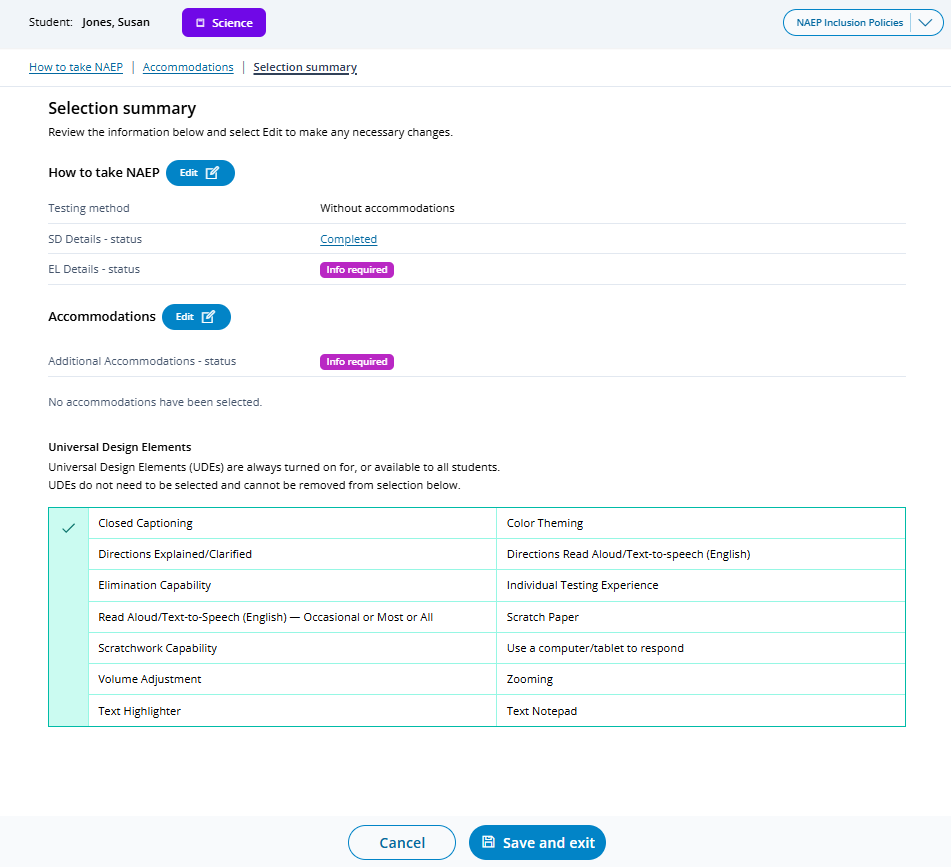 Student: Jones, Susan
Science
NAEP Inclusion Policies
How to take NAEP | Accommodations | Selection summary
Selection summary
Review the information below and select Edit to make any necessary changes.
How to take NAEP
Edit
Testing method
Without accommodations
SD Details - status
Completed
EL Details - status
Info required
Accommodations
Edit
Additional Accommodations - status
Info required
No accommodations have been selected.
Universal Design Elements
Universal Design Elements (UDEs) are always turned on for, or available to all students.
UDEs do not need to be selected and cannot be removed from selection below.
Closed Captioning
Color Theming
Directions Explained/Clarified
Directions Read Aloud/Text-to-speech (English)
Elimination Capability
Individual Testing Experience
Read Aloud/Text-to-Speech (English) — Occasional or Most or All
Scratch Paper
Scratchwork Capability
Use a computer/tablet to respond
Volume Adjustment
Zooming
Text Highlighter
Text Notepad
Cancel
Save and exit